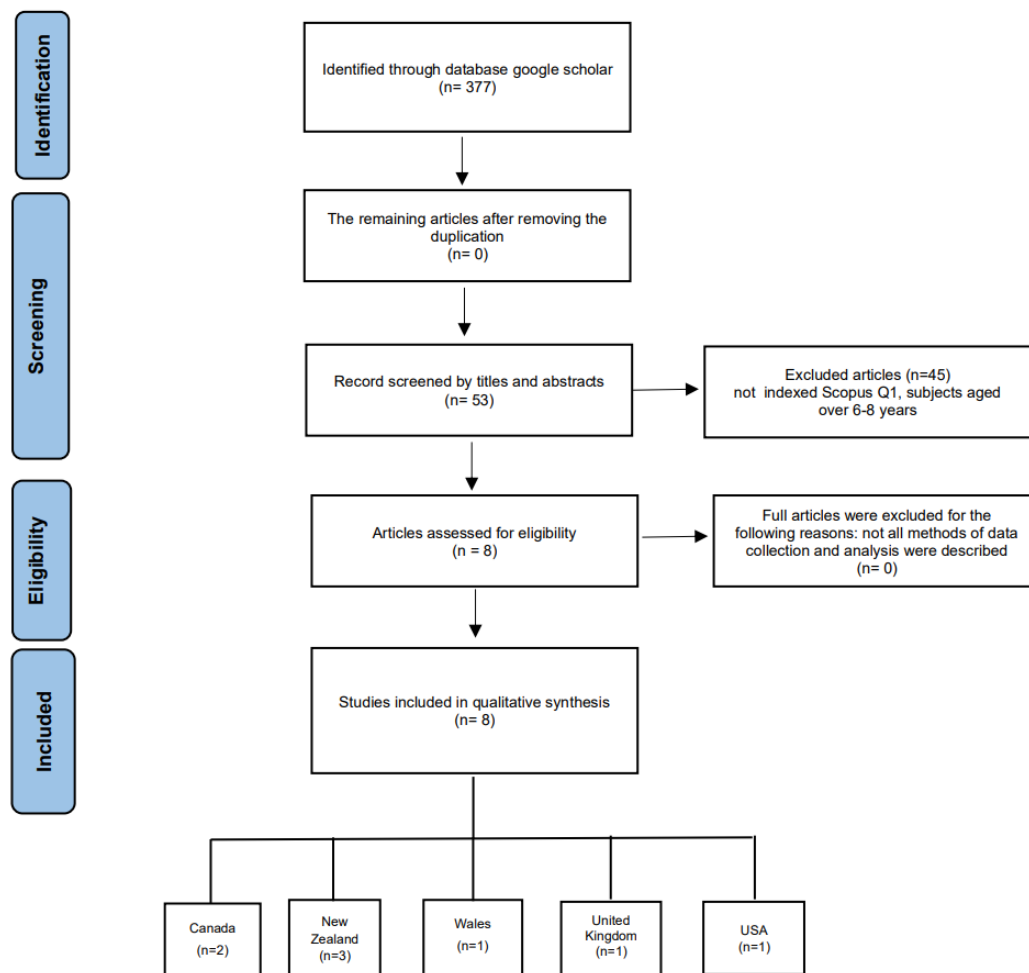 Identification
Identified through database google scholar
(n= 377)
Screening
The remaining articles after removing the
duplication
(n= 0)
Record screened by titles and abstracts
(n= 53)
Excluded articles (n=45)
not  indexed Scopus Q1, subjects aged
over 6-8 years
Eligibility
Articles assessed for eligibility
(n = 8)
Full articles were excluded for the
following reasons: not all methods of data
collection and analysis were described
(n= 0)
Included
Studies included in qualitative synthesis
(n= 8)
Canada
(n=2)
New
Zealand
(n=3)
Wales
(n=1)
United
Kingdom
(n=1)
USA
(n=1)